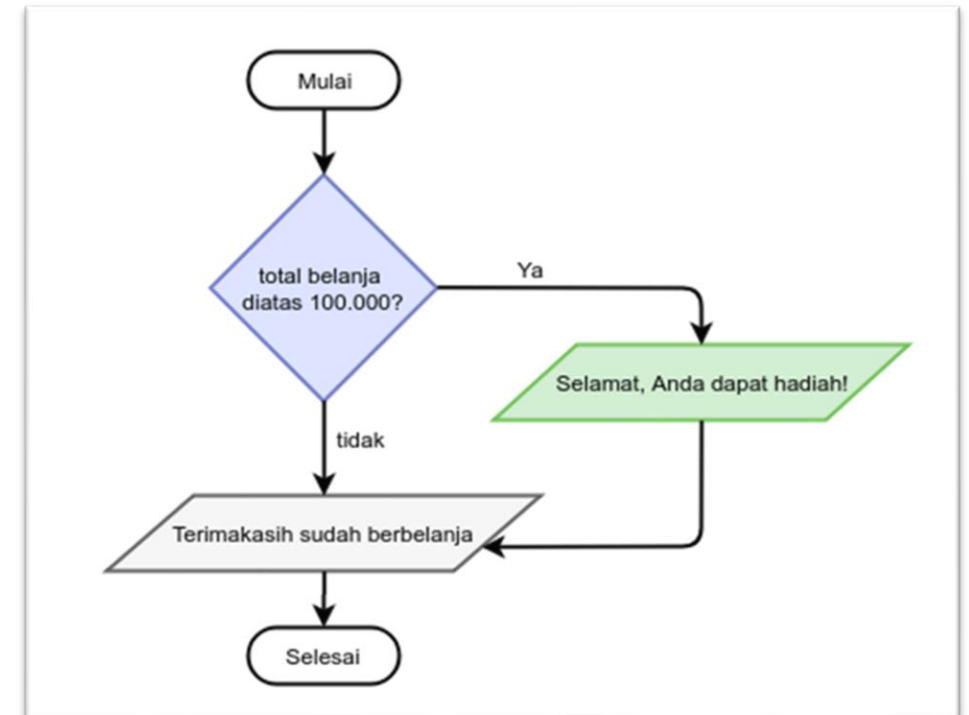 Mulai
total belanja
diatas 100.000?
Ya
Selamat, Anda dapat hadiah!
tidak
Terimakasih sudah berbelanja
Selesai